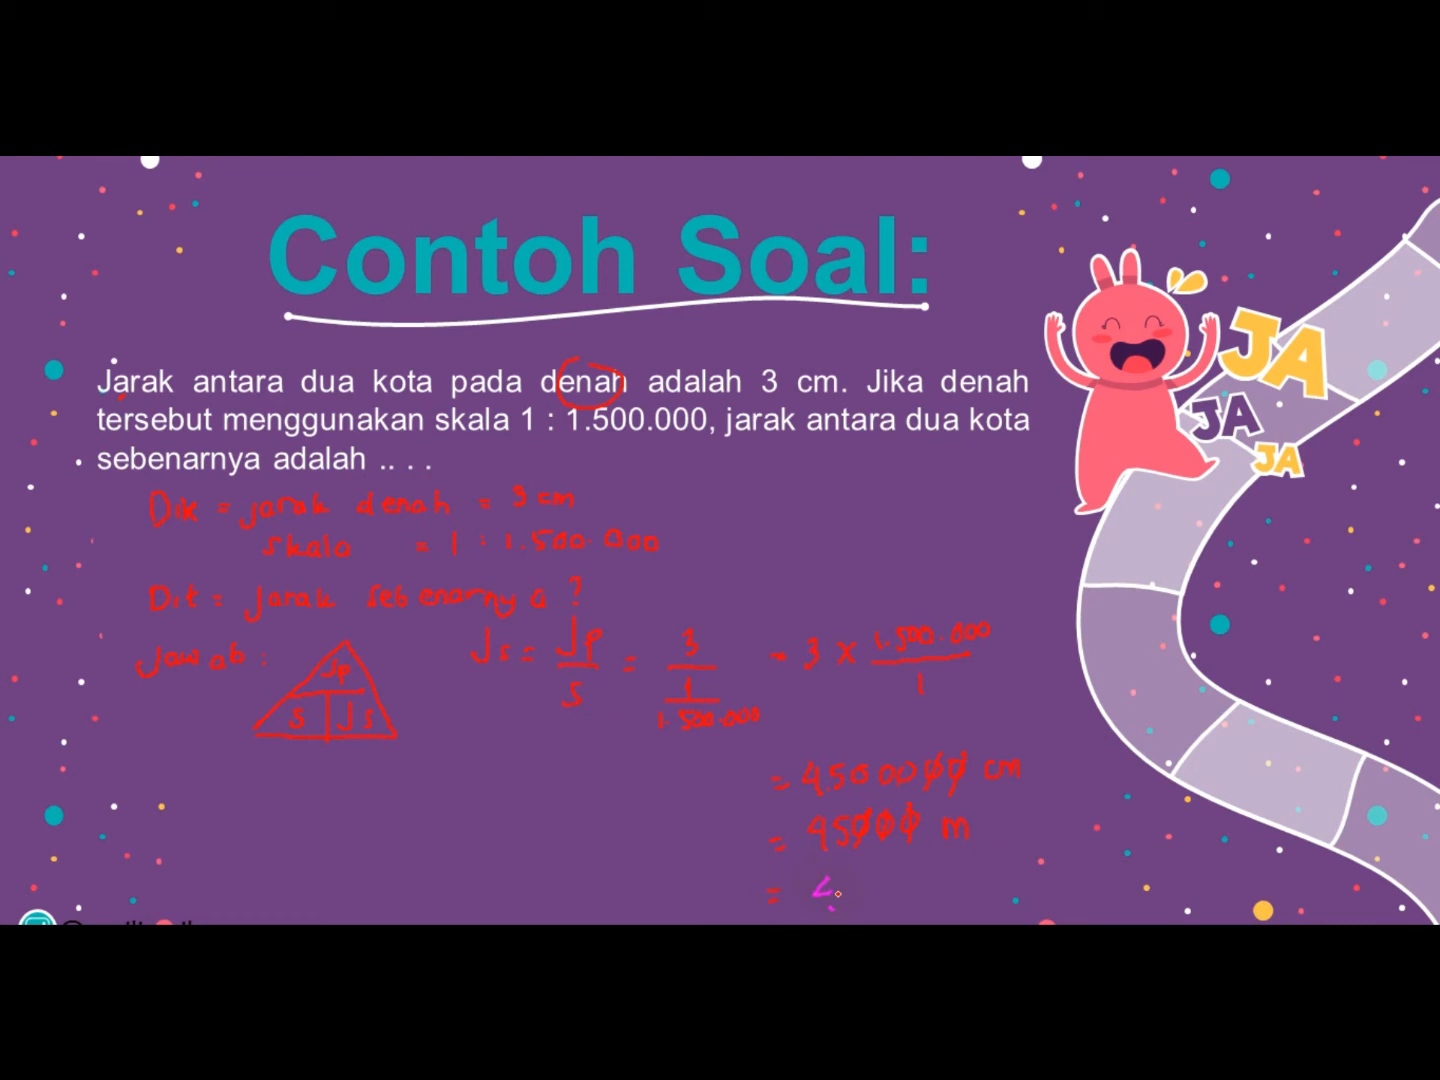 Contoh Soal:
Jarak antara dua kota pada denah adalah 3 cm. Jika denah
tersebut menggunakan skala 1 : 1.500.000, jarak antara dua kota
sebenarnya adalah .. . .
JA
JA
JA
Dik = jarak denah = 3 cm
skala = 1 : 1.500.000
Dit = Jarak sebenarnya ?
Jawab :
Jp
s Js
Js = Jp/s = 3/(1/1.500.000) = 3 x 1.500.000/1
= 4.500000 cm
= 45000 m
= 4